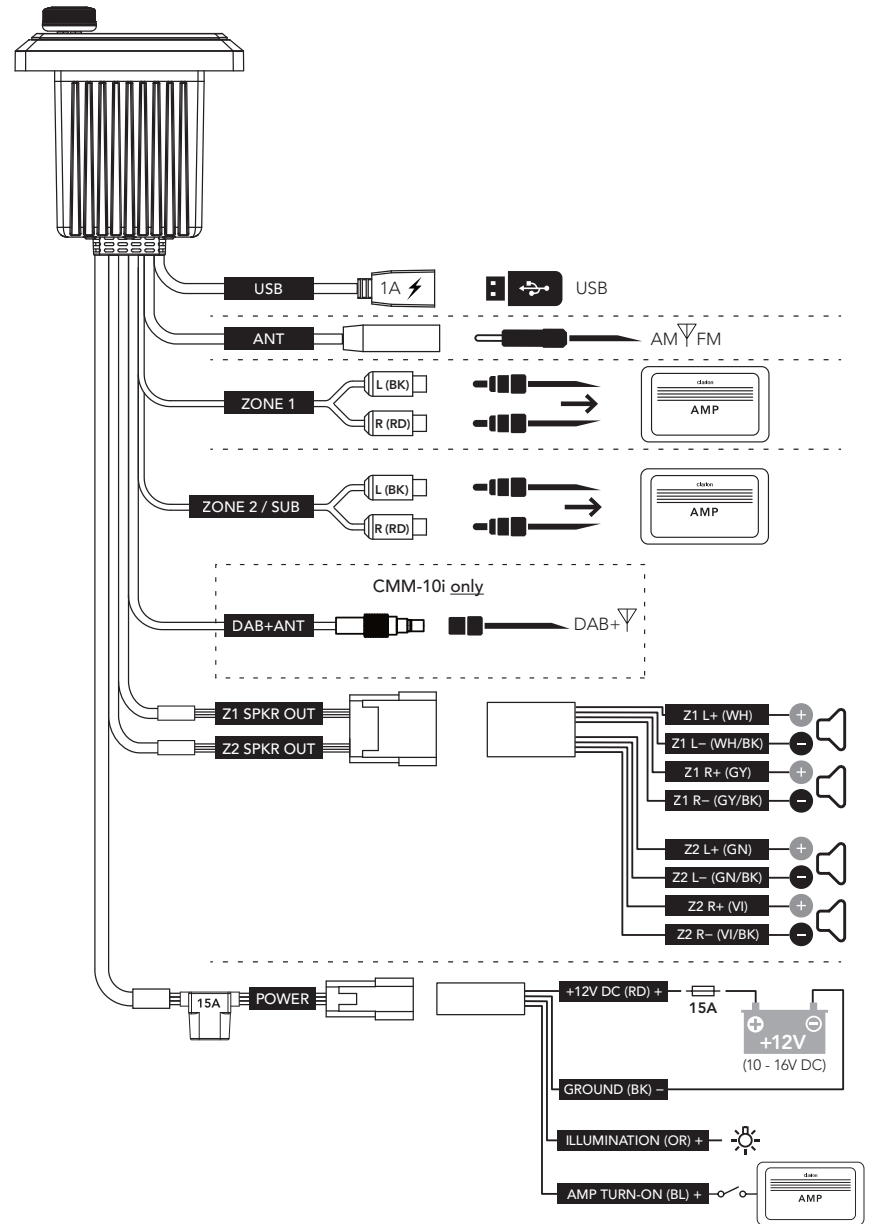 USB
1A
USB
ANT
AM FM
ZONE 1
L (BK)
R (RD)
clarion
AMP
ZONE 2 / SUB
L (BK)
R (RD)
clarion
AMP
CMM-10i only
DAB+ANT
DAB+
Z1 SPKR OUT
Z2 SPKR OUT
Z1 L+ (WH)
+
Z1 L– (WH/BK)
–
Z1 R+ (GY)
+
Z1 R– (GY/BK)
–
Z2 L+ (GN)
+
Z2 L– (GN/BK)
–
Z2 R+ (VI)
+
Z2 R– (VI/BK)
–
15A
POWER
+12V DC (RD) +
15A
+ –
+12V
(10 - 16V DC)
GROUND (BK) –
ILLUMINATION (OR) +
AMP TURN-ON (BL) +
clarion
AMP